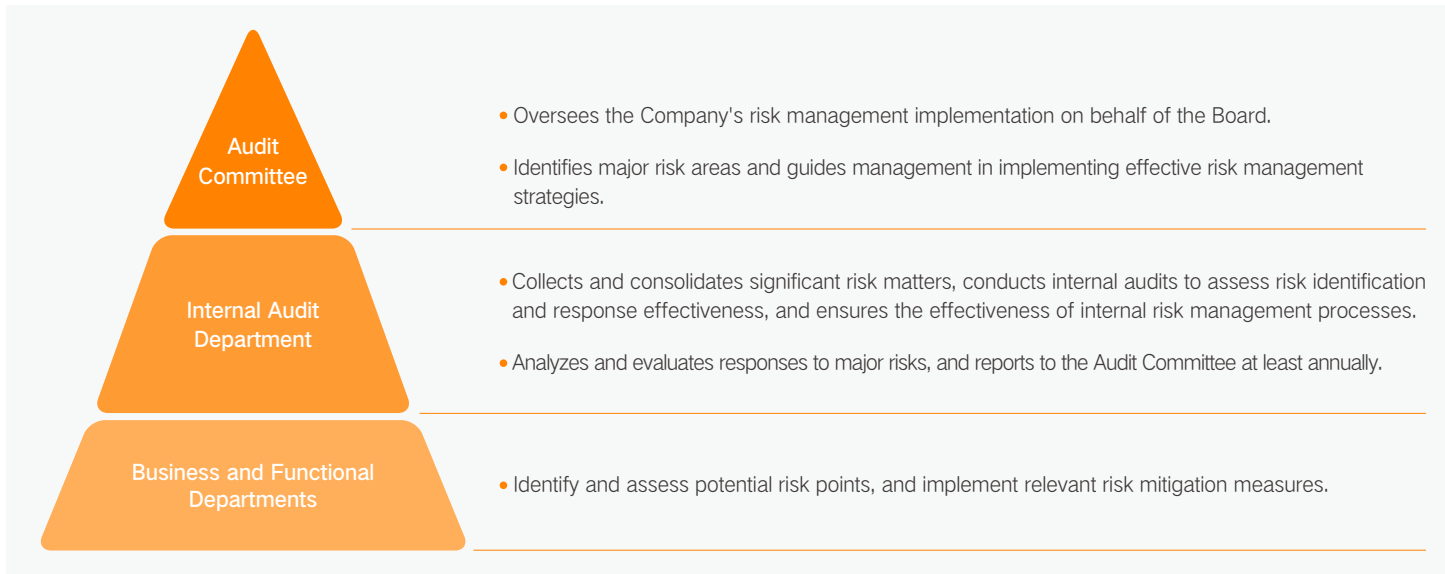 Audit
Committee
• Oversees the Company's risk management implementation on behalf of the Board.
• Identifies major risk areas and guides management in implementing effective risk management
strategies.
Internal Audit
Department
• Collects and consolidates significant risk matters, conducts internal audits to assess risk identification
and response effectiveness, and ensures the effectiveness of internal risk management processes.
• Analyzes and evaluates responses to major risks, and reports to the Audit Committee at least annually.
Business and Functional
Departments
• Identify and assess potential risk points, and implement relevant risk mitigation measures.